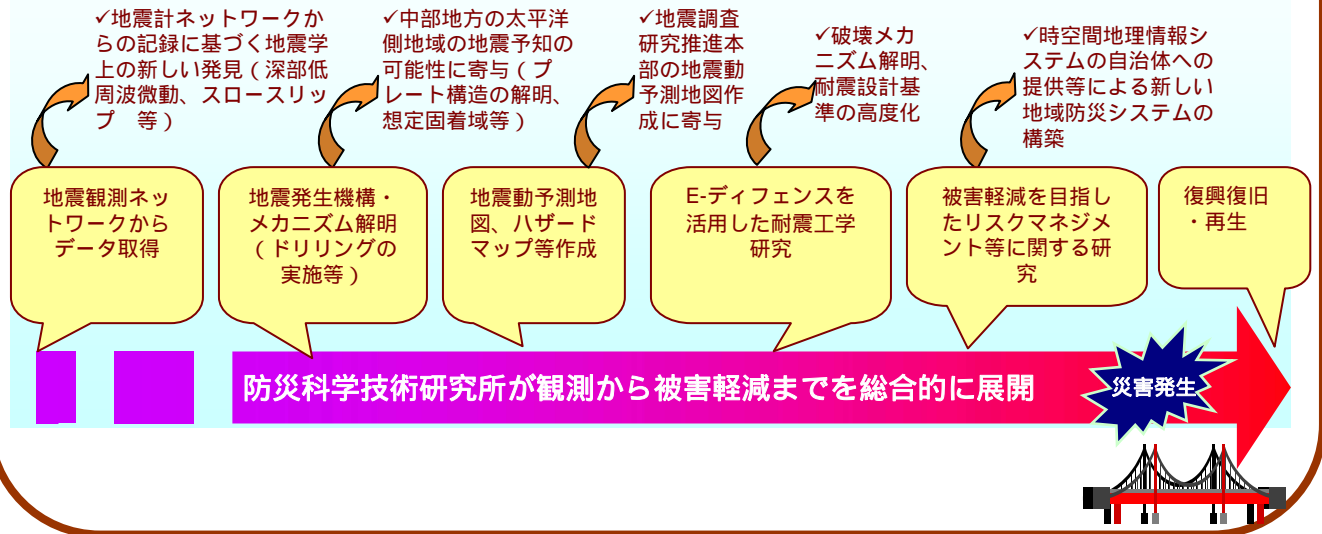 ✓地震計ネットワークか
らの記録に基づく地震学
上の新しい発見（深部低
周波微動、スロースリッ
プ　等）
✓中部地方の太平洋
側地域の地震予知の
可能性に寄与（プ
レート構造の解明、
想定固着域等）
✓地震調査
研究推進本
部の地震動
予測地図作
成に寄与
✓破壊メカ
ニズム解明、
耐震設計基
準の高度化
✓時空間地理情報シ
ステムの自治体への
提供等による新しい
地域防災システムの
構築
地震観測ネッ
トワークから
データ取得
地震発生機構・
メカニズム解明
（ドリリングの
実施等）
地震動予測地
図、ハザード
マップ等作成
E-ディフェンスを
活用した耐震工学
研究
被害軽減を目指し
たリスクマネジメ
ント等に関する研
究
復興復旧
・再生
防災科学技術研究所が観測から被害軽減までを総合的に展開
災害発生